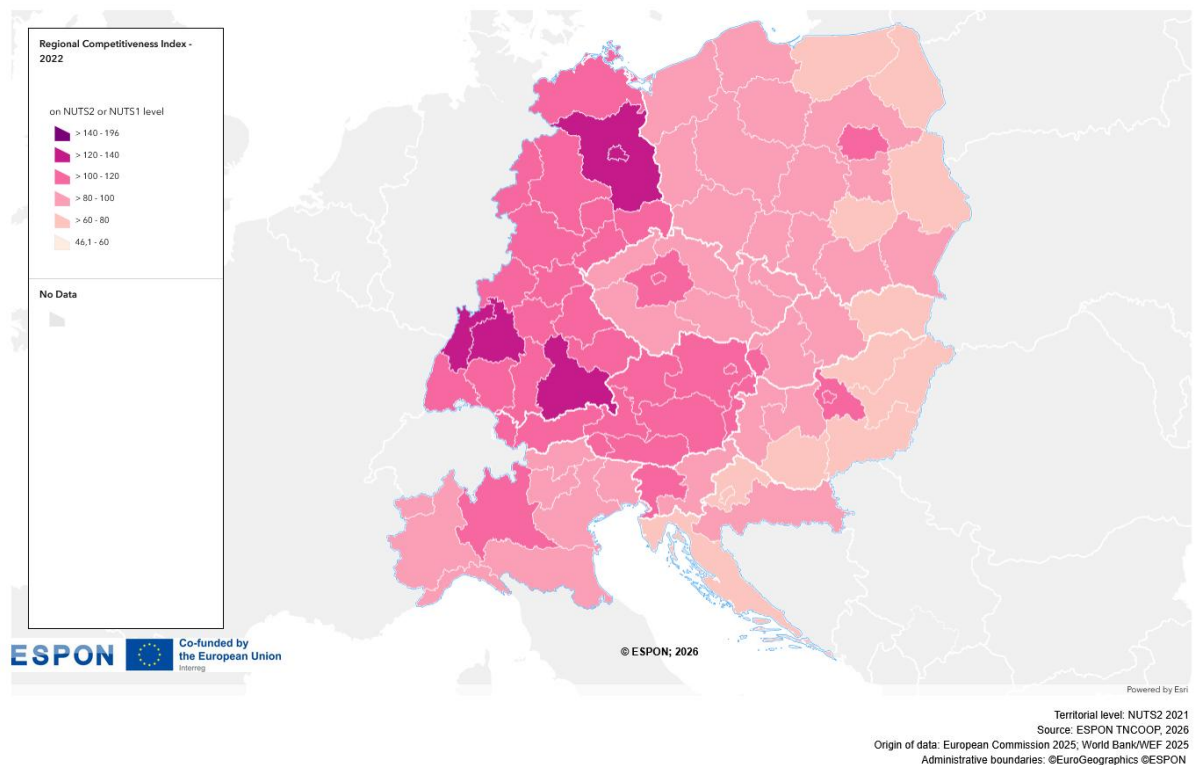 Regional Competitiveness Index -
2022
on NUTS2 or NUTS1 level
> 140 - 196
> 120 - 140
> 100 - 120
> 80 - 100
> 60 - 80
46,1 - 60
No Data
ESPON
Co-funded by
the European Union
Interreg
© ESPON; 2026
Powered by Esri
Territorial level: NUTS2 2021
Source: ESPON TNCOOP, 2026
Origin of data: European Commission 2025; World Bank/WEF 2025
Administrative boundaries: ©EuroGeographics ©ESPON